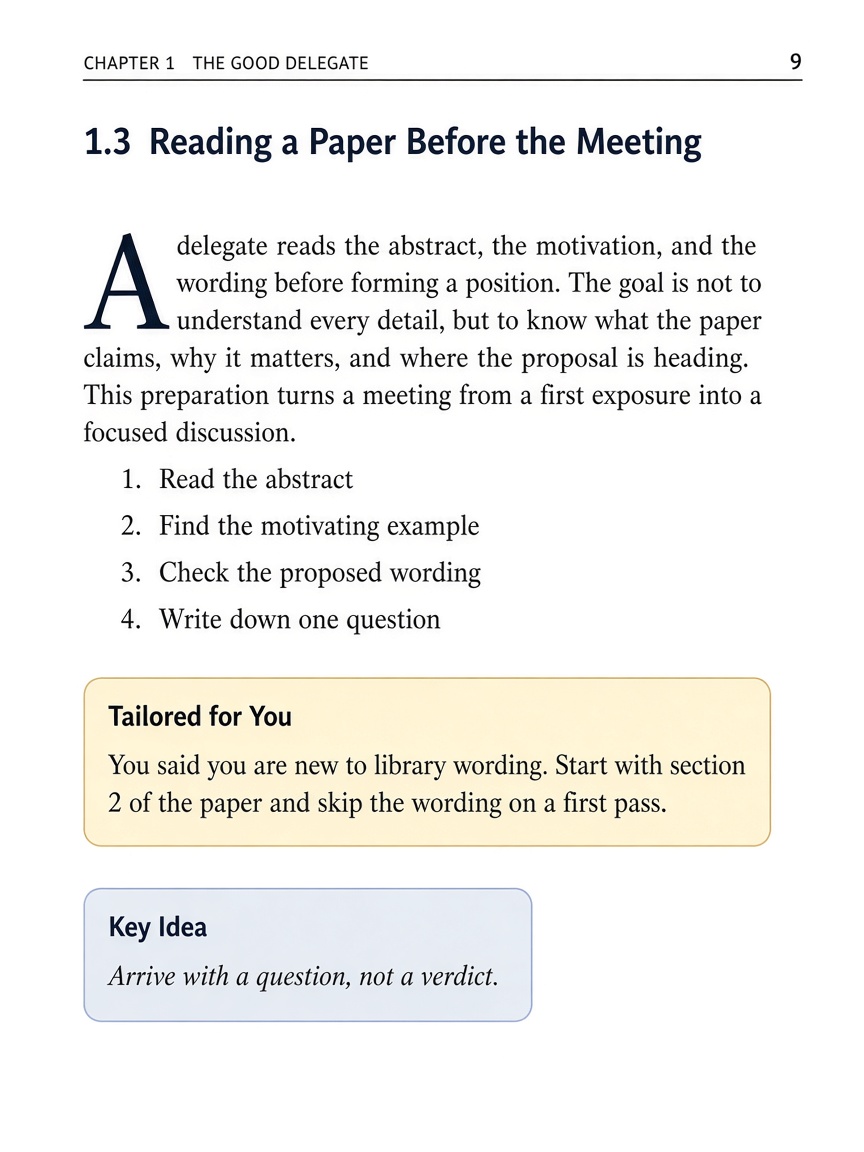 CHAPTER 1 THE GOOD DELEGATE 9
1.3 Reading a Paper Before the Meeting
A delegate reads the abstract, the motivation, and the
wording before forming a position. The goal is not to
understand every detail, but to know what the paper
claims, why it matters, and where the proposal is heading.
This preparation turns a meeting from a first exposure into a
focused discussion.
1. Read the abstract
2. Find the motivating example
3. Check the proposed wording
4. Write down one question
Tailored for You
You said you are new to library wording. Start with section
2 of the paper and skip the wording on a first pass.
Key Idea
Arrive with a question, not a verdict.